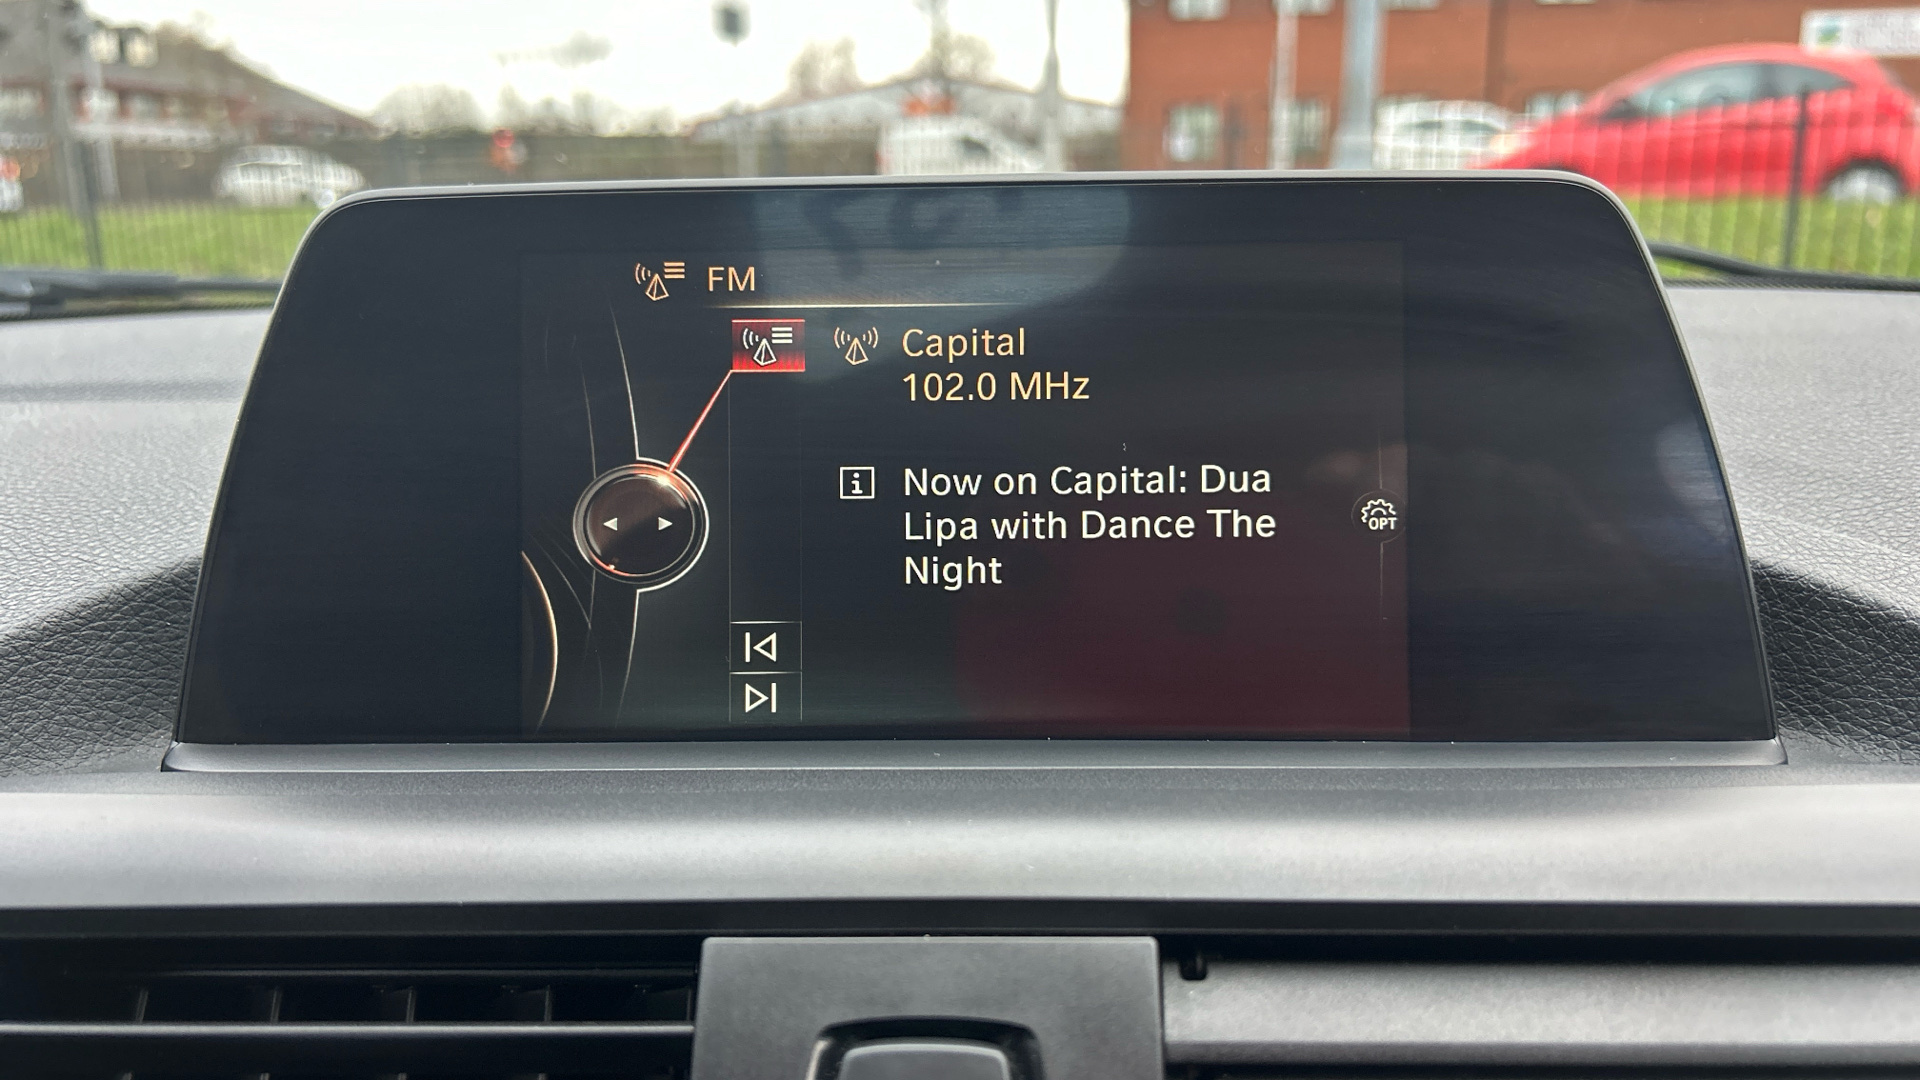 FM
Capital
102.0 MHz
Now on Capital: Dua
Lipa with Dance The
Night
OPT